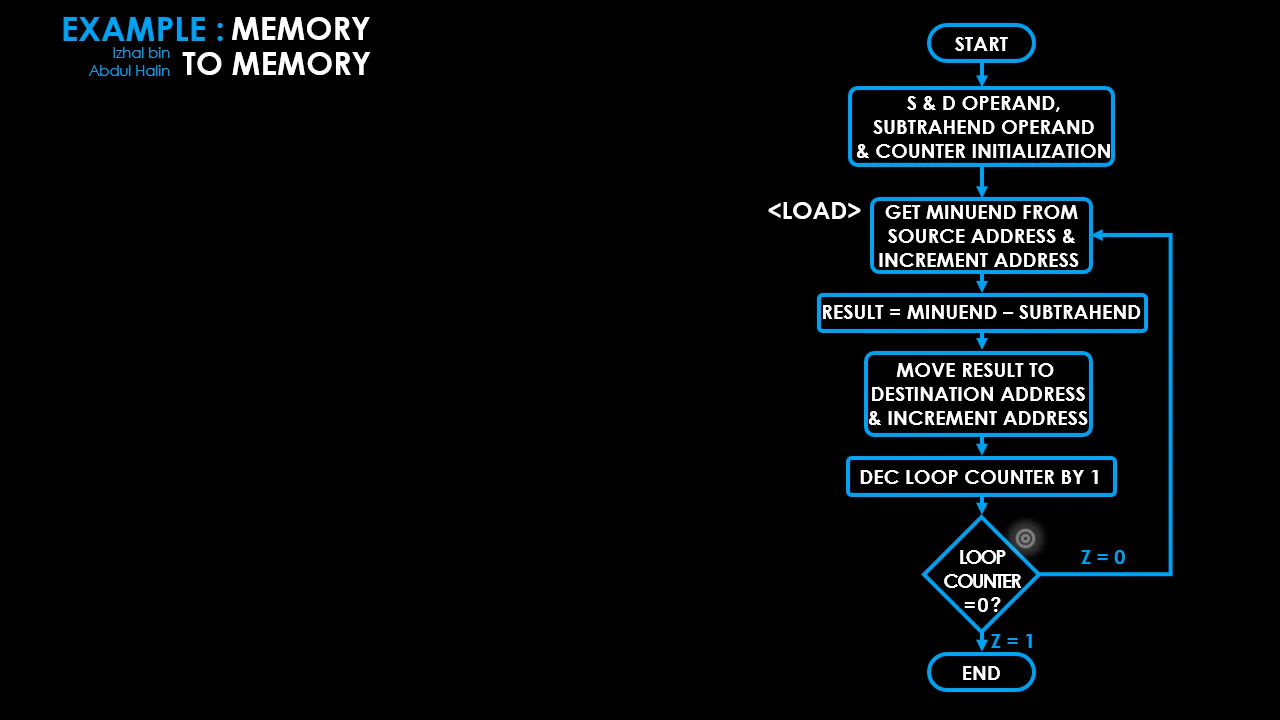 EXAMPLE : MEMORY
Izhal bin
Abdul Halin
TO MEMORY
START
S & D OPERAND,
SUBTRAHEND OPERAND
& COUNTER INITIALIZATION
<LOAD>
GET MINUEND FROM
SOURCE ADDRESS &
INCREMENT ADDRESS
RESULT = MINUEND – SUBTRAHEND
MOVE RESULT TO
DESTINATION ADDRESS
& INCREMENT ADDRESS
DEC LOOP COUNTER BY 1
LOOP
COUNTER
=0?
Z = 0
Z = 1
END